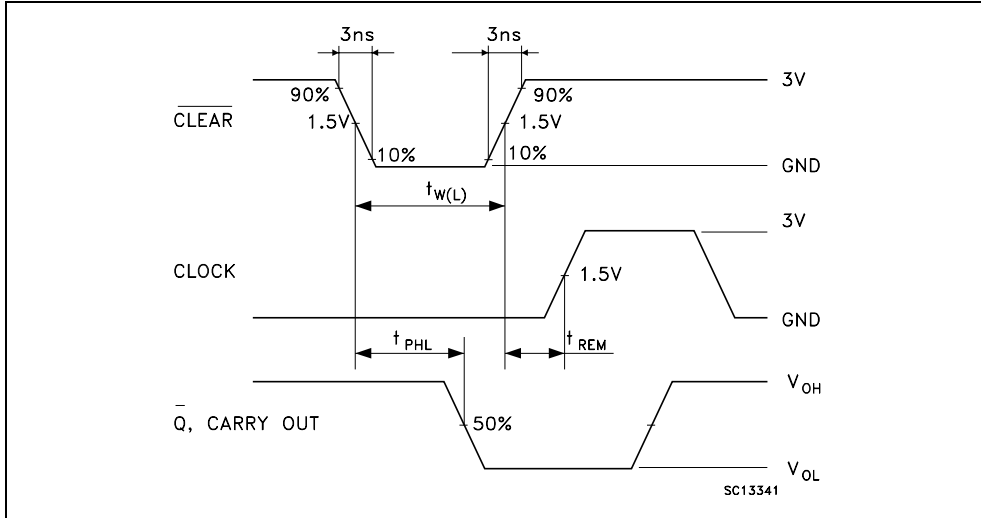 3ns 3ns
3V
90% 90%
CLEAR
1.5V 1.5V
10% 10%
GND
tW(L)
3V
CLOCK
1.5V
GND
tPHL tREM
VOH
Q, CARRY OUT
50%
VOL
SC13341